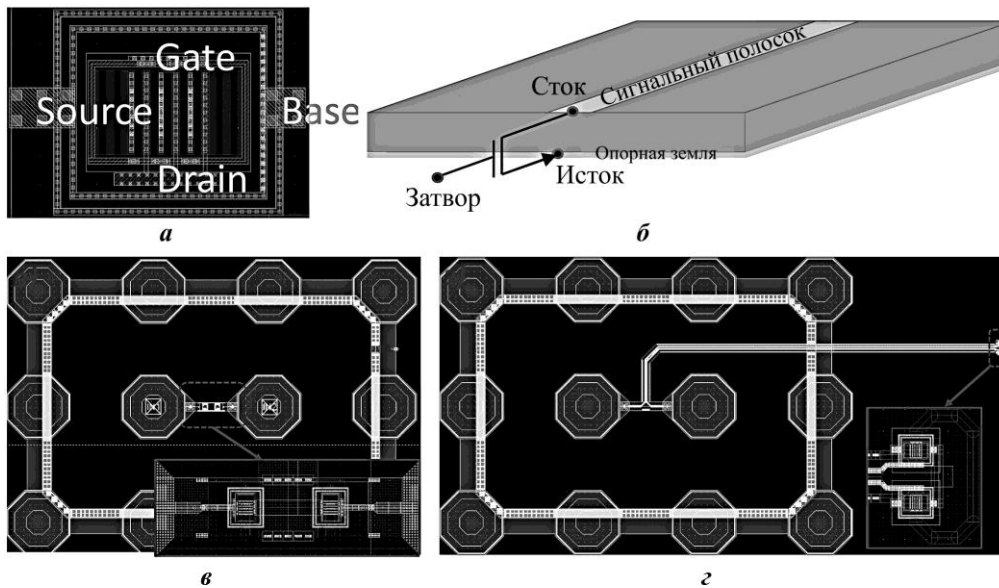 Gate
Source
Base
Drain
а
Сигнальный полосок
Сток
Опорная земля
Исток
Затвор
б
в
г